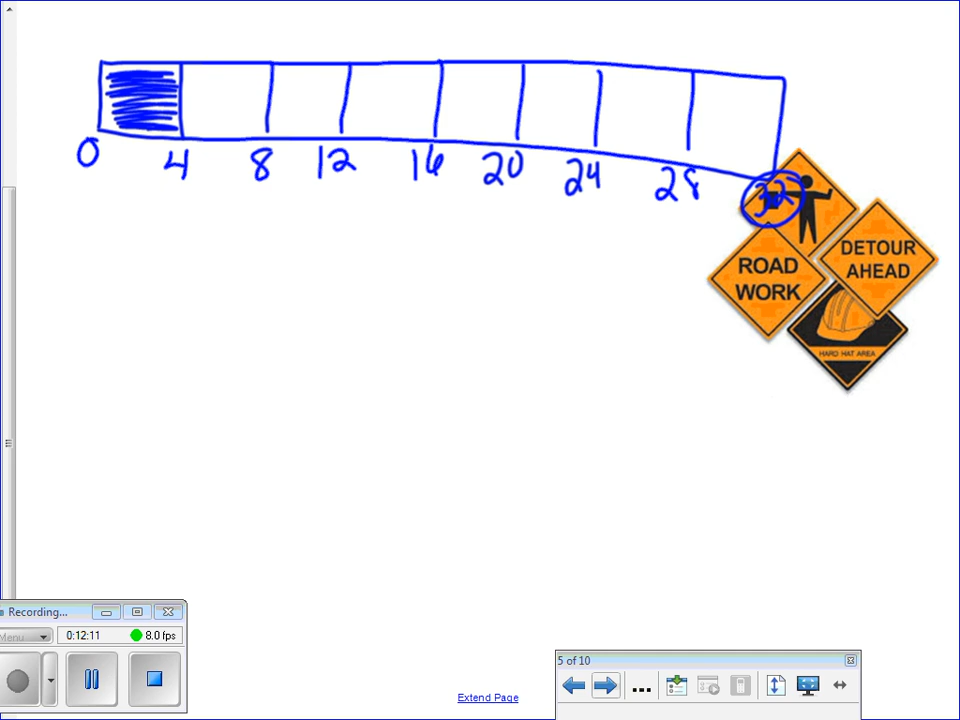 0 4 8 12 16 20 24 28 32
ROAD
WORK
DETOUR
AHEAD
HARD HAT AREA
Recording...
Menu
0:12:11 8.0 fps
5 of 10
...
Extend Page